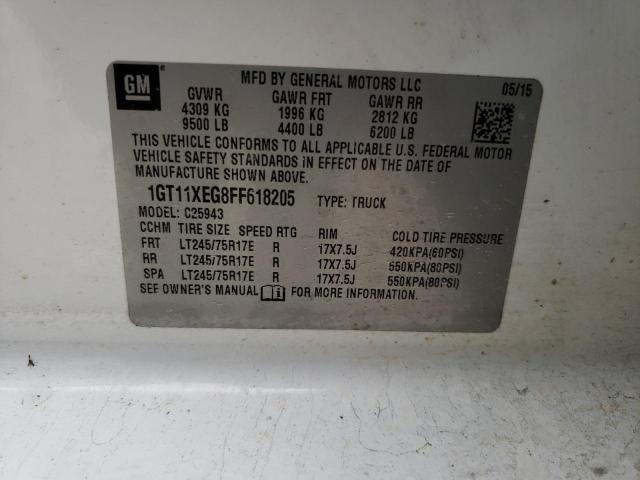 GM
MFD BY GENERAL MOTORS LLC 05/15
GVWR GAWR FRT GAWR RR
4309 KG 1996 KG 2812 KG
9500 LB 4400 LB 6200 LB
THIS VEHICLE CONFORMS TO ALL APPLICABLE U.S. FEDERAL MOTOR
VEHICLE SAFETY STANDARDS IN EFFECT ON THE DATE OF
MANUFACTURE SHOWN ABOVE.
1GT11XEG8FF618205 TYPE: TRUCK
MODEL: C25943
CCHM TIRE SIZE SPEED RTG RIM COLD TIRE PRESSURE
FRT LT245/75R17E R 17X7.5J 420KPA(60PSI)
RR LT245/75R17E R 17X7.5J 550KPA(80PSI)
SPA LT245/75R17E R 17X7.5J 550KPA(80PSI)
SEE OWNER'S MANUAL FOR MORE INFORMATION.